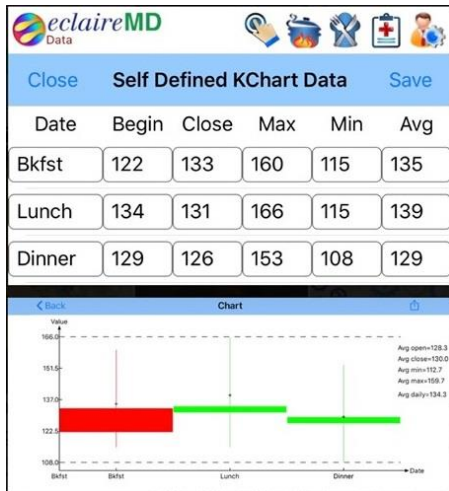 eclaireMD
Data
Close Self Defined KChart Data Save
Date Begin Close Max Min Avg
Bkfst 122 133 160 115 135
Lunch 134 131 166 115 139
Dinner 129 126 153 108 129
Back Chart
Value
166.0
151.5
137.0
122.5
108.0
Avg open=128.3
Avg close=130.0
Avg min=112.7
Avg max=159.7
Avg daily=134.3
Bkfst Bkfst Lunch Dinner Date